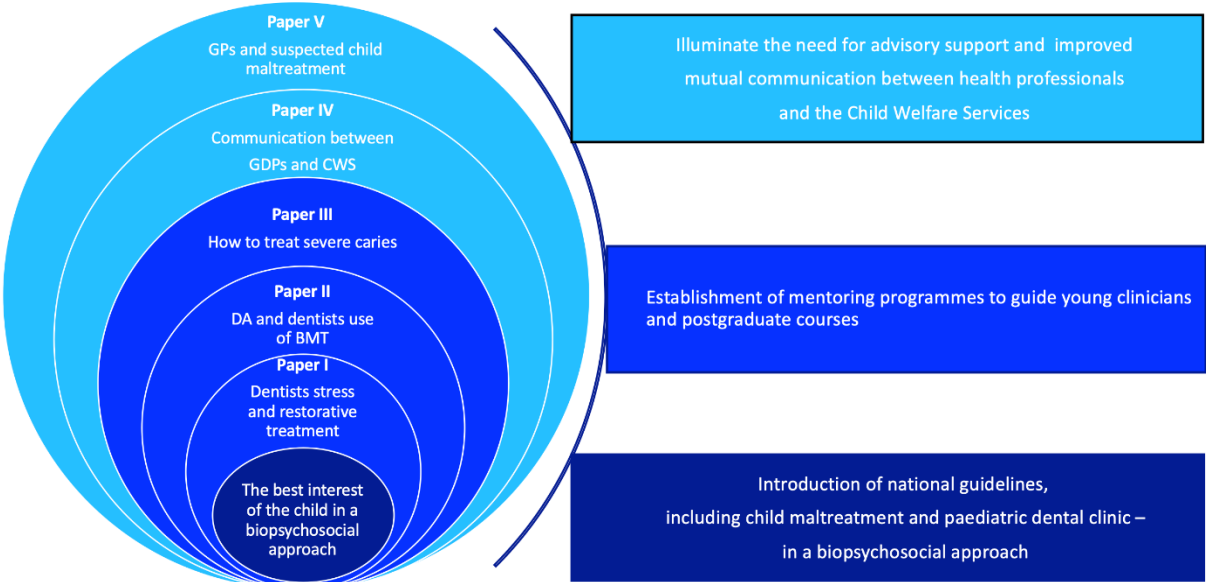 Paper V
GPs and suspected child
maltreatment
Paper IV
Communication between
GDPs and CWS
Paper III
How to treat severe caries
Paper II
DA and dentists use
of BMT
Paper I
Dentists stress
and restorative
treatment
The best interest
of the child in a
biopsychosocial
approach
Illuminate the need for advisory support and improved
mutual communication between health professionals
and the Child Welfare Services
Establishment of mentoring programmes to guide young clinicians
and postgraduate courses
Introduction of national guidelines,
including child maltreatment and paediatric dental clinic –
in a biopsychosocial approach